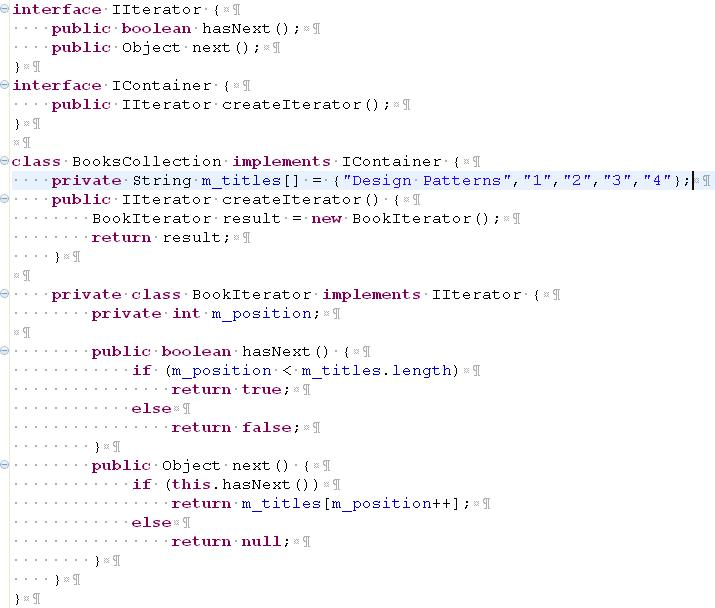 interface IIterator {
    public boolean hasNext();
    public Object next();
}
interface IContainer {
    public IIterator createIterator();
}

class BooksCollection implements IContainer {
    private String m_titles[] = {"Design Patterns","1","2","3","4"};
    public IIterator createIterator() {
        BookIterator result = new BookIterator();
        return result;
    }

    private class BookIterator implements IIterator {
        private int m_position;

        public boolean hasNext() {
            if (m_position < m_titles.length)
                return true;
            else
                return false;
        }
        public Object next() {
            if (this.hasNext())
                return m_titles[m_position++];
            else
                return null;
        }
    }
}